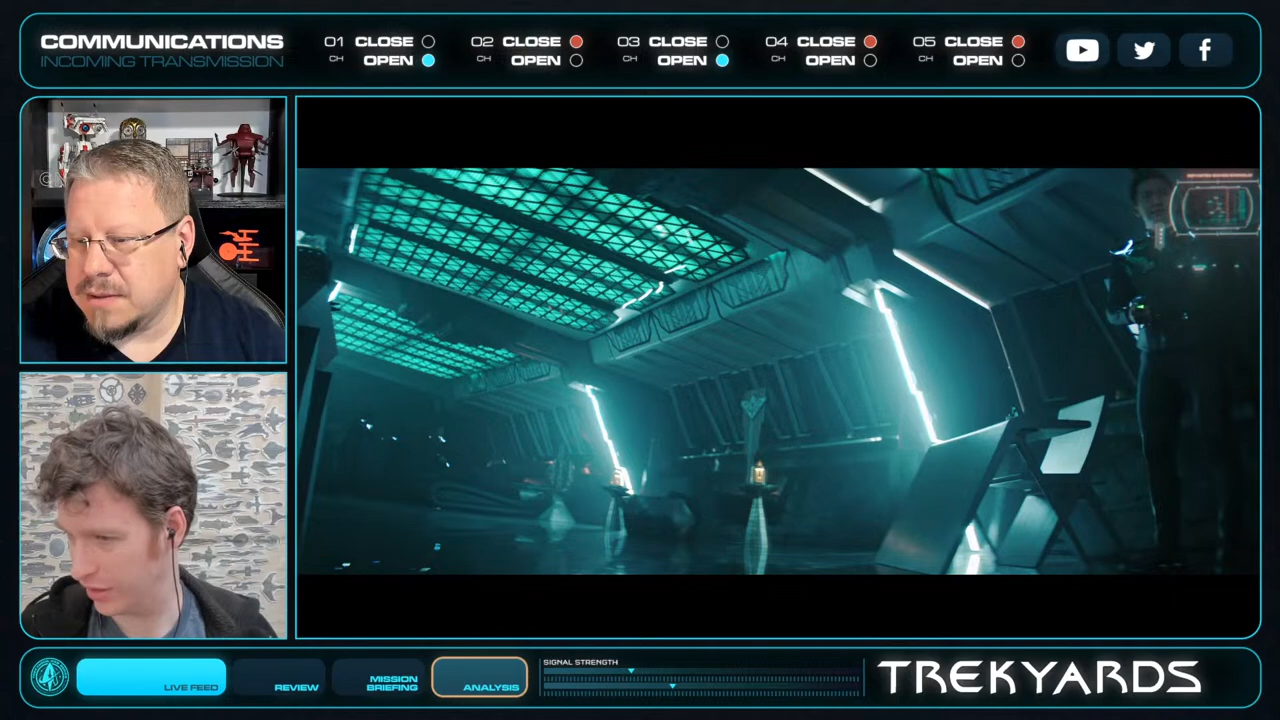 COMMUNICATIONS
INCOMING TRANSMISSION
01 CLOSE
CH OPEN
02 CLOSE
CH OPEN
03 CLOSE
CH OPEN
04 CLOSE
CH OPEN
05 CLOSE
CH OPEN
LIVE FEED
REVIEW
MISSION
BRIEFING
ANALYSIS
SIGNAL STRENGTH
TREKYARDS